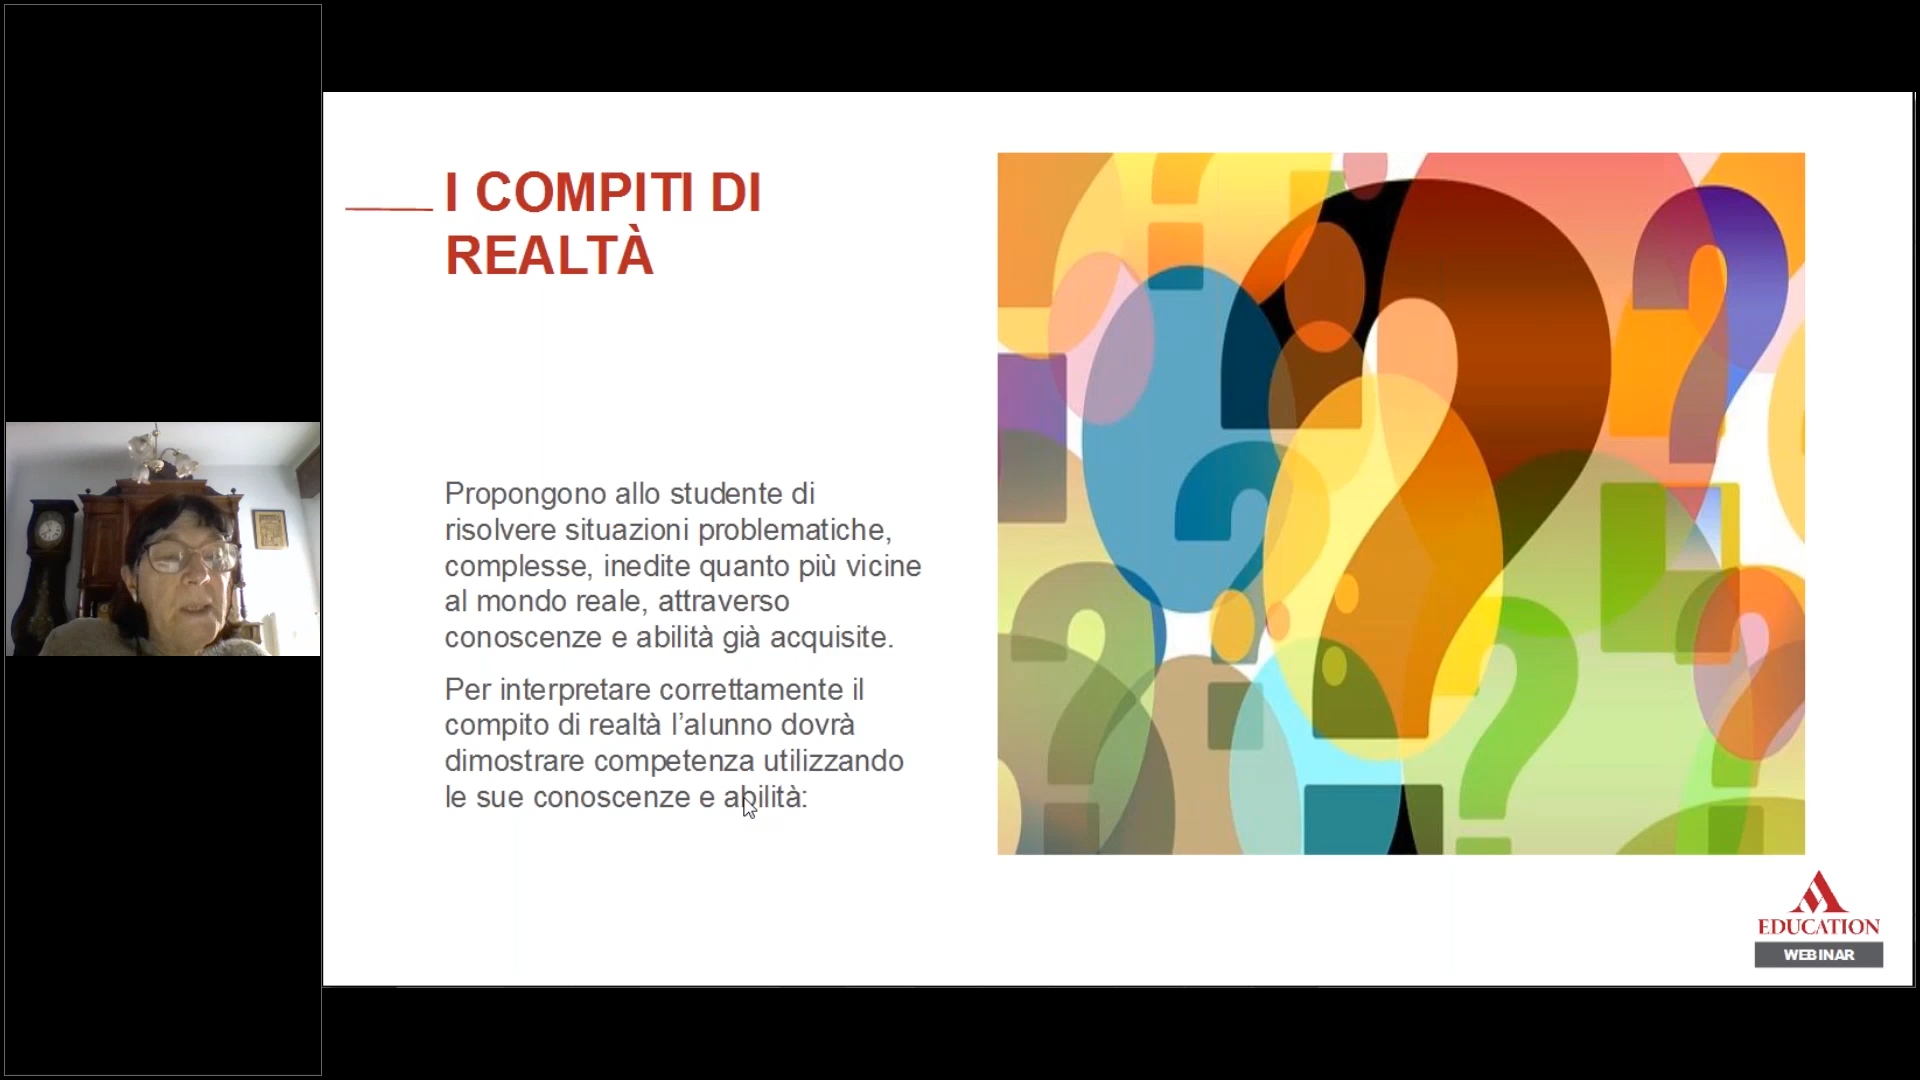 I COMPITI DI
REALTÀ
Propongono allo studente di
risolvere situazioni problematiche,
complesse, inedite quanto più vicine
al mondo reale, attraverso
conoscenze e abilità già acquisite.
Per interpretare correttamente il
compito di realtà l’alunno dovrà
dimostrare competenza utilizzando
le sue conoscenze e abilità:
EDUCATION
WEBINAR